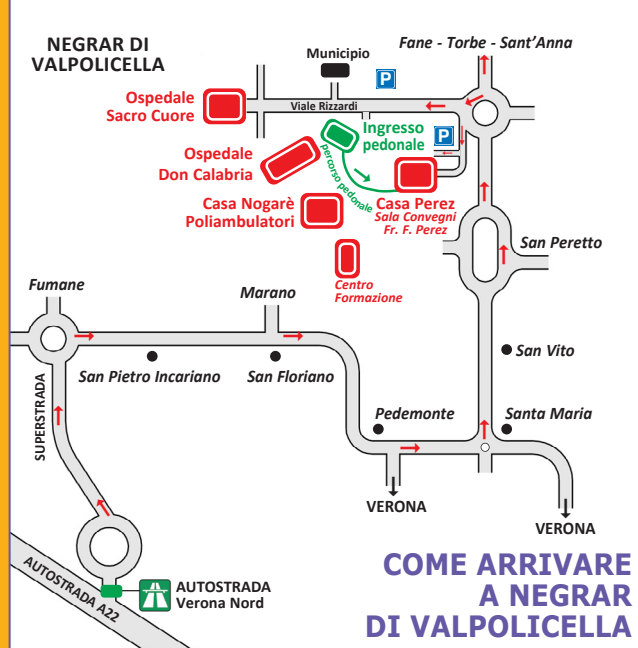 NEGRAR DI
VALPOLICELLA
Municipio
Fane - Torbe - Sant'Anna
P
Ospedale
Sacro Cuore
Viale Rizzardi
Ingresso
pedonale
P
Ospedale
Don Calabria
percorso pedonale
Casa Nogarè
Poliambulatori
Casa Perez
Sala Convegni
Fr. F. Perez
San Peretto
Centro
Formazione
Fumane
Marano
San Pietro Incariano
San Floriano
San Vito
SUPERSTRADA
Pedemonte
Santa Maria
VERONA
VERONA
AUTOSTRADA A22
AUTOSTRADA
Verona Nord
COME ARRIVARE
A NEGRAR
DI VALPOLICELLA